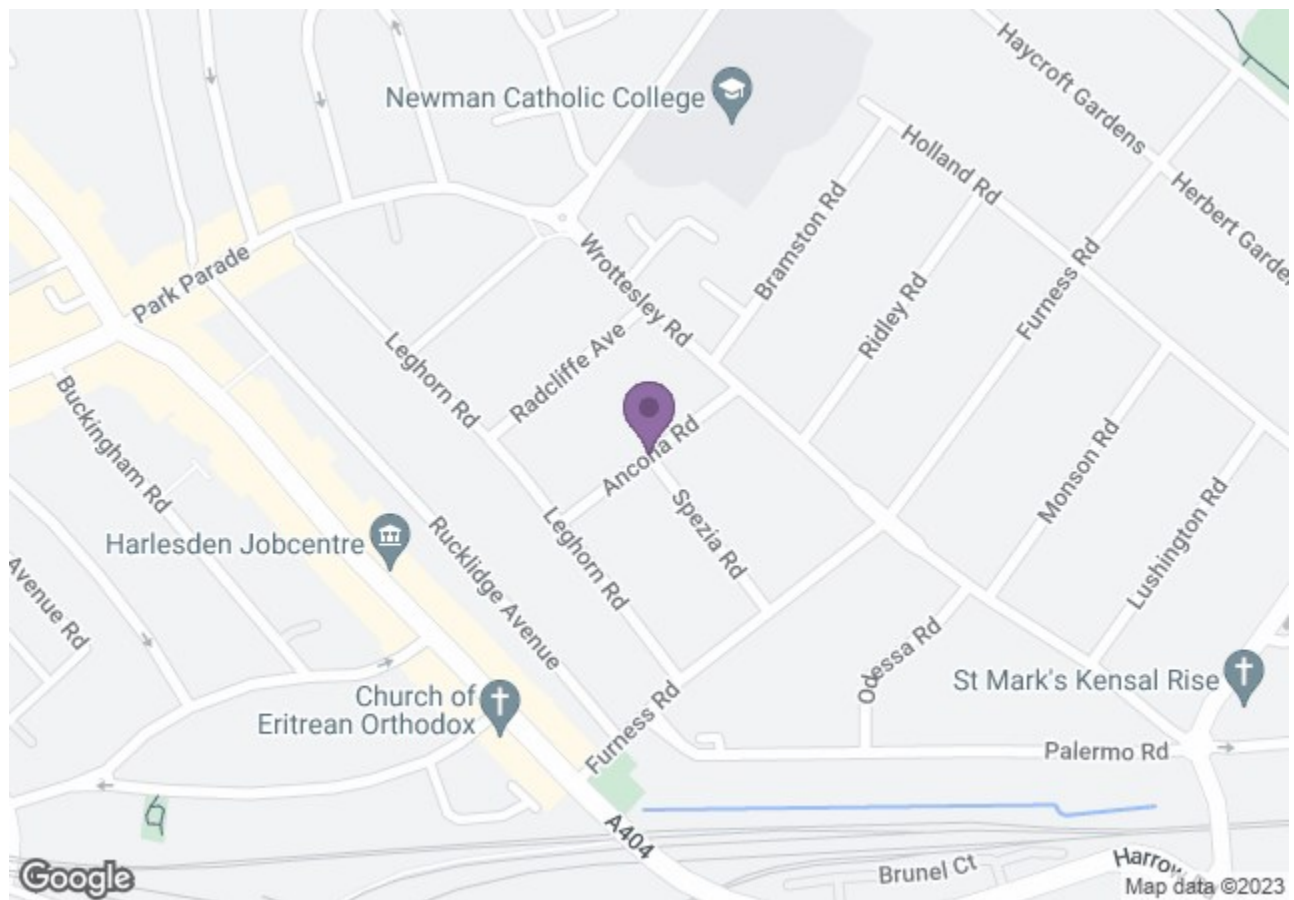 Haycroft Gardens
Newman Catholic College
Holland Rd
Herbert Garden
Bramston Rd
Furness Rd
Park Parade
Wrottesley Rd
Ridley Rd
Leghorn Rd
Radcliffe Ave
Buckingham Rd
Ancona Rd
Monson Rd
Spezia Rd
Lushington Rd
Harlesden Jobcentre
Rucklidge Avenue
Leghorn Rd
Avenue Rd
Odessa Rd
St Mark's Kensal Rise
Church of
Eritrean Orthodox
Furness Rd
Palermo Rd
A404
Brunel Ct
Harrow
Google
Map data ©2023